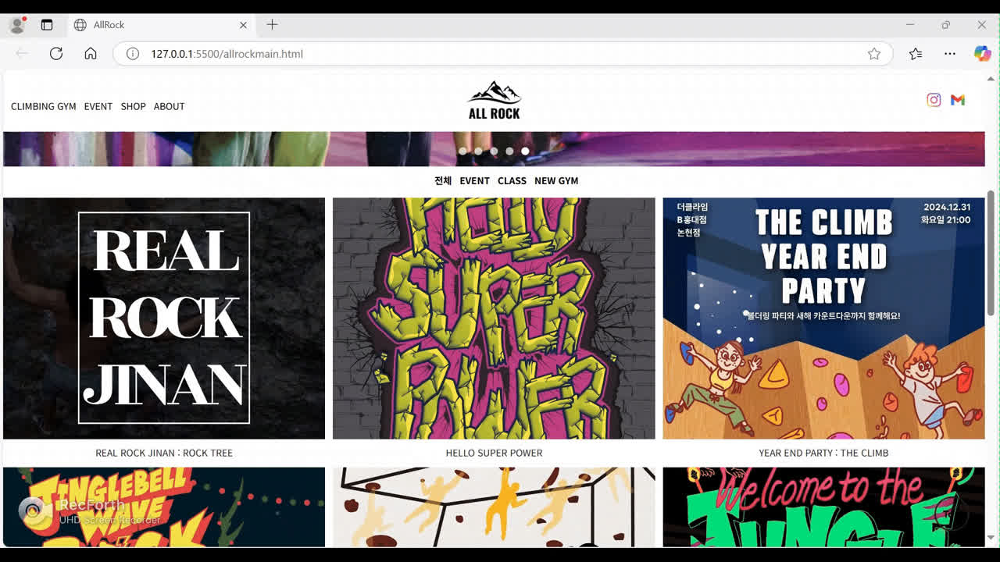 AllRock
127.0.0.1:5500/allrockmain.html
CLIMBING GYM EVENT SHOP ABOUT
ALL ROCK
전체 EVENT CLASS NEW GYM
REAL
ROCK
JINAN
HELLO
SUPER
POWER
더클라임
B홍대점
논현점
2024.12.31
화요일 21:00
THE CLIMB
YEAR END
PARTY
볼더링 파티와 새해 카운트다운까지 함께해요!
REAL ROCK JINAN : ROCK TREE
HELLO SUPER POWER
YEAR END PARTY : THE CLIMB
JINGLEBELL
WAVE
ROCK
Welcome to the
JUNGLE
RecForth
UHD Screen Recorder